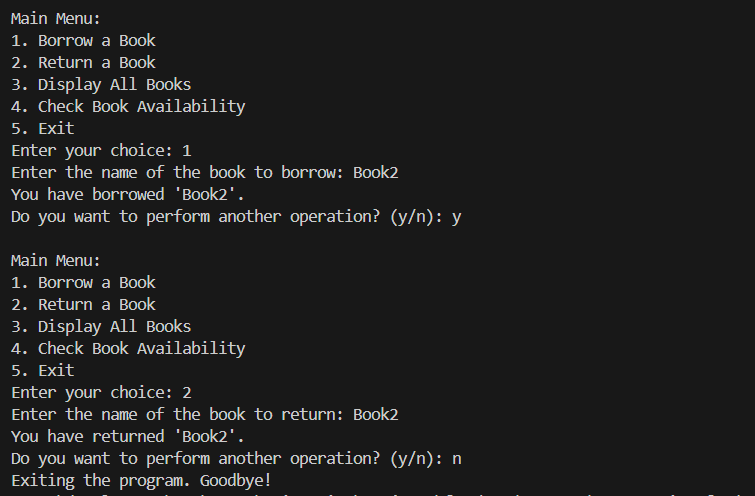 Main Menu:
1. Borrow a Book
2. Return a Book
3. Display All Books
4. Check Book Availability
5. Exit
Enter your choice: 1
Enter the name of the book to borrow: Book2
You have borrowed 'Book2'.
Do you want to perform another operation? (y/n): y
Main Menu:
1. Borrow a Book
2. Return a Book
3. Display All Books
4. Check Book Availability
5. Exit
Enter your choice: 2
Enter the name of the book to return: Book2
You have returned 'Book2'.
Do you want to perform another operation? (y/n): n
Exiting the program. Goodbye!